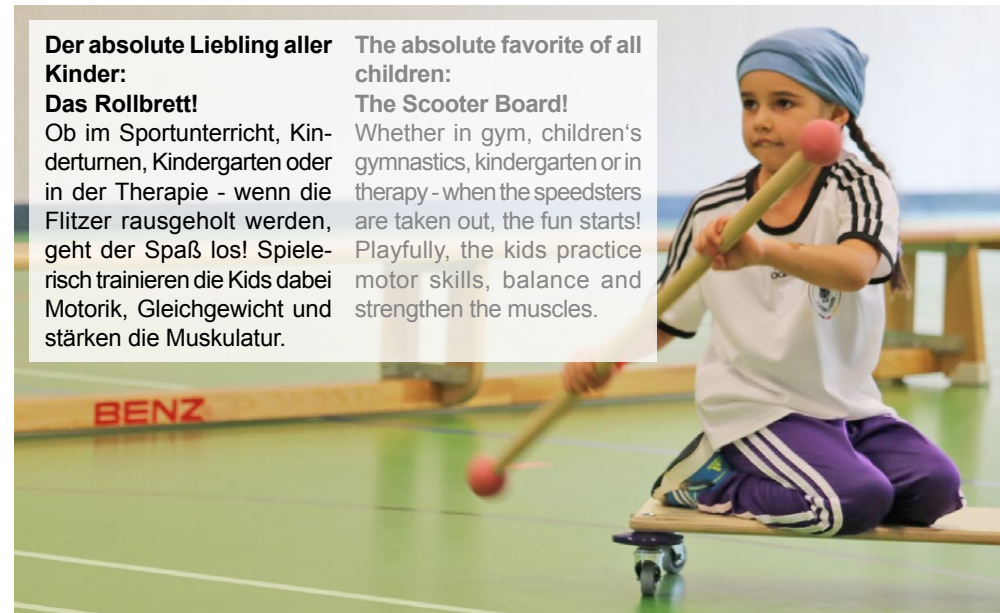 Der absolute Liebling aller
Kinder:
Das Rollbrett!
Ob im Sportunterricht, Kin-
derturnen, Kindergarten oder
in der Therapie - wenn die
Flitzer rausgeholt werden,
geht der Spaß los! Spiele-
risch trainieren die Kids dabei
Motorik, Gleichgewicht und
stärken die Muskulatur.
The absolute favorite of all
children:
The Scooter Board!
Whether in gym, children‘s
gymnastics, kindergarten or in
therapy - when the speedsters
are taken out, the fun starts!
Playfully, the kids practice
motor skills, balance and
strengthen the muscles.
BENZ